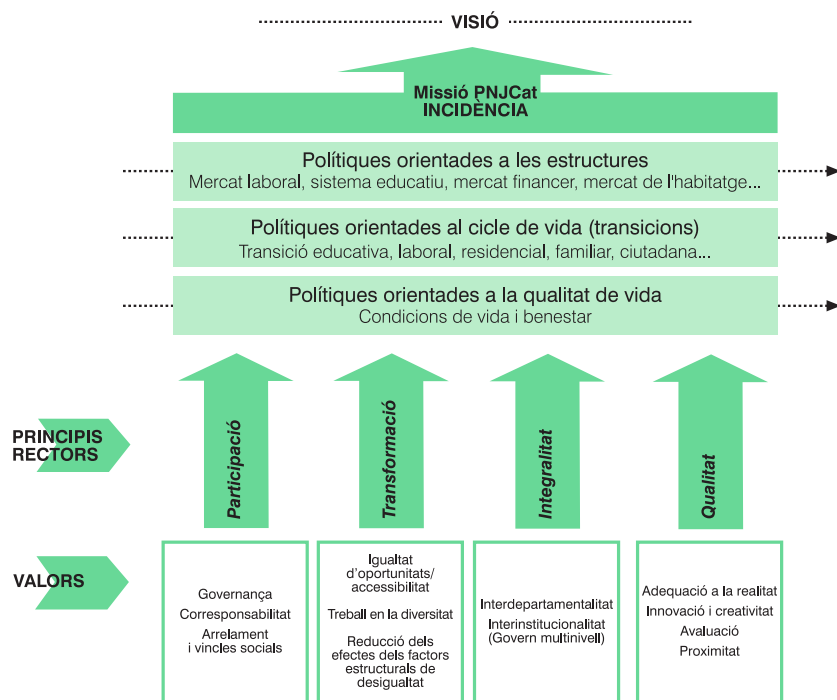 VISIÓ
Missió PNJCat
INCIDÈNCIA
Polítiques orientades a les estructures
Mercat laboral, sistema educatiu, mercat financer, mercat de l'habitatge...
Polítiques orientades al cicle de vida (transicions)
Transició educativa, laboral, residencial, familiar, ciutadana...
Polítiques orientades a la qualitat de vida
Condicions de vida i benestar
PRINCIPIS
RECTORS
Participació
Transformació
Integralitat
Qualitat
VALORS
Governança
Corresponsabilitat
Arrelament
i vincles socials
Igualtat
d'oportunitats/
accessibilitat
Treball en la diversitat
Reducció dels
efectes dels factors
estructurals de
desigualtat
Interdepartamentalitat
Interinstitucionalitat
(Govern multinivell)
Adequació a la realitat
Innovació i creativitat
Avaluació
Proximitat